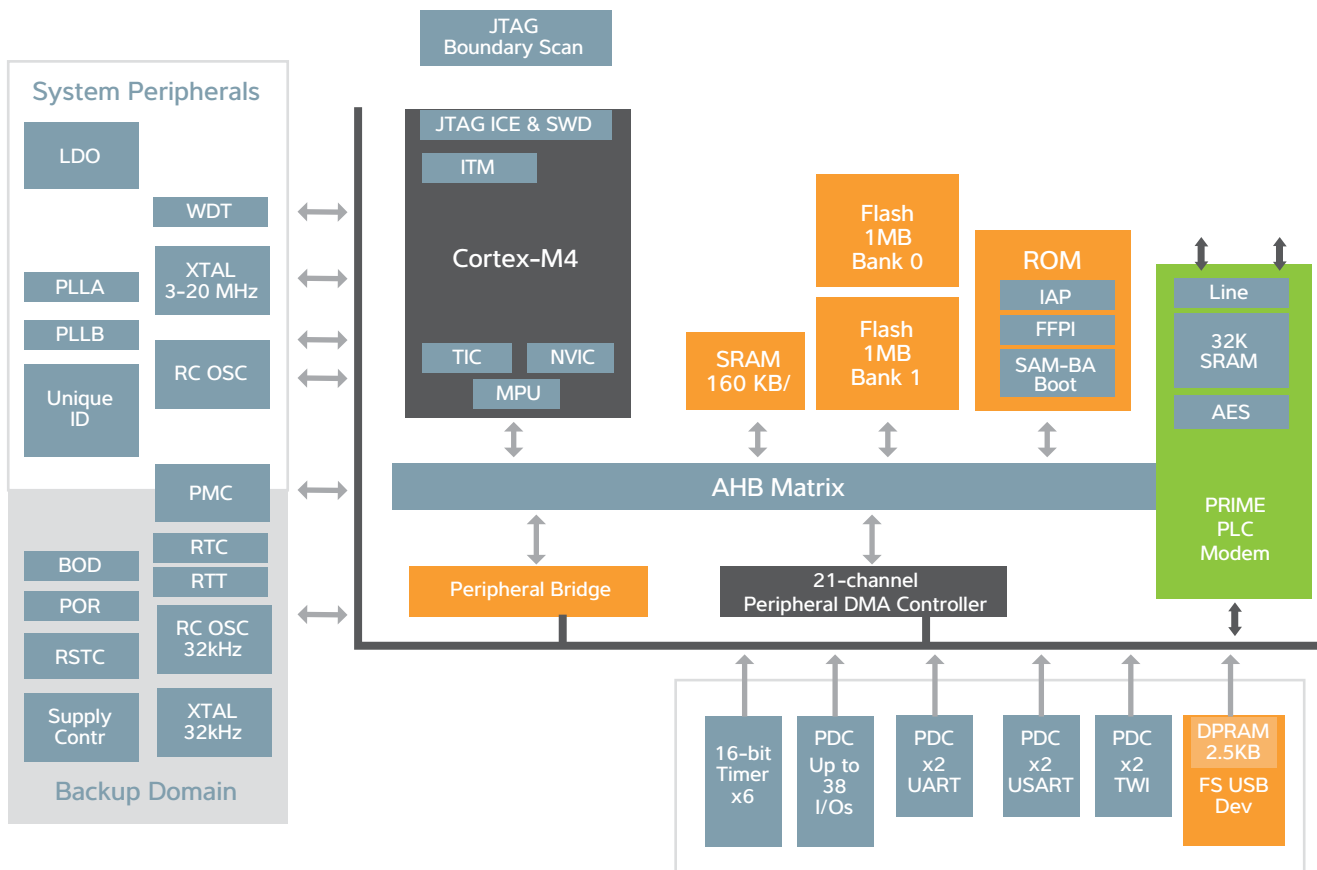 JTAG
Boundary Scan
System Peripherals
LDO
WDT
PLLA
XTAL
3-20 MHz
PLLB
RC OSC
Unique
ID
PMC
RTC
BOD
RTT
POR
RC OSC
32kHz
RSTC
Supply
Contr
XTAL
32kHz
Backup Domain
JTAG ICE & SWD
ITM
Cortex-M4
TIC
NVIC
MPU
SRAM
160 KB/
Flash
1MB
Bank 0
Flash
1MB
Bank 1
ROM
IAP
FFPI
SAM-BA
Boot
Line
32K
SRAM
AES
PRIME
PLC
Modem
AHB Matrix
Peripheral Bridge
21-channel
Peripheral DMA Controller
16-bit
Timer
x6
PDC
Up to
38
I/Os
PDC
x2
UART
PDC
x2
USART
PDC
x2
TWI
DPRAM
2.5KB
FS USB
Dev